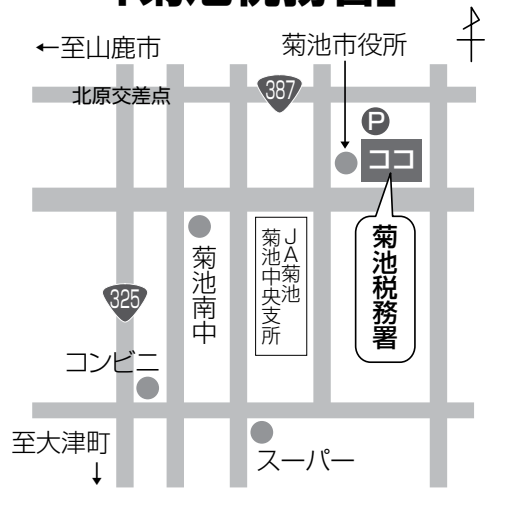 「菊池税務署」
←至山鹿市
菊池市役所
北原交差点
387
P
ココ
菊池税務署
JA菊池
菊池中央支所
菊池南中
325
コンビニ
至大津町
スーパー